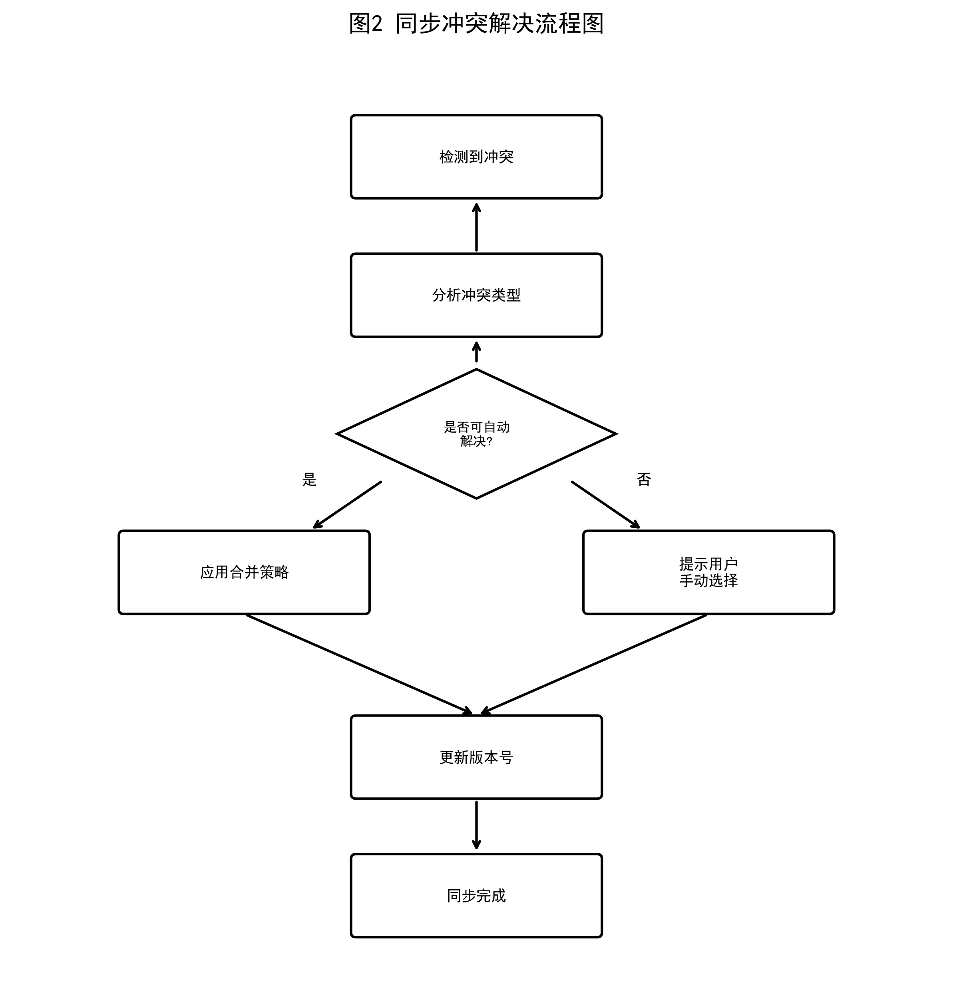 图2 同步冲突解决流程图
检测到冲突
分析冲突类型
是否可自动
解决?
是
否
应用合并策略
提示用户
手动选择
更新版本号
同步完成